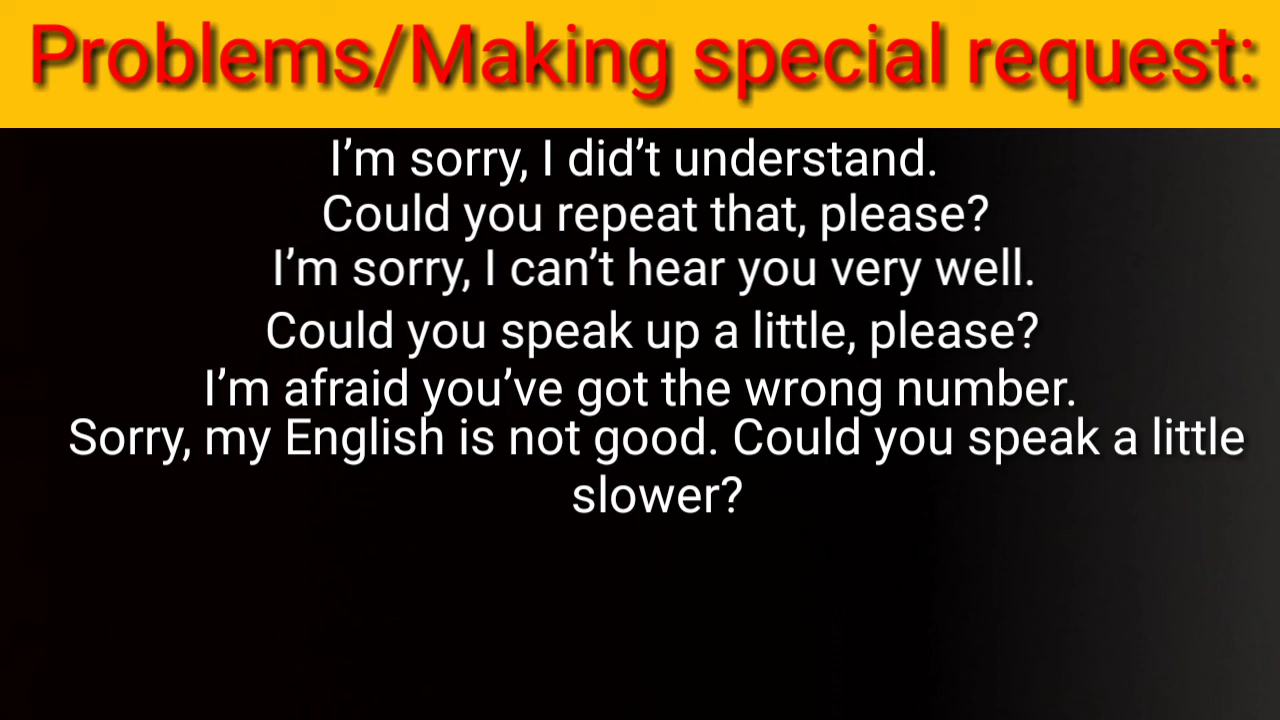 Problems/Making special request:
I’m sorry, I did’t understand.
Could you repeat that, please?
I’m sorry, I can’t hear you very well.
Could you speak up a little, please?
I’m afraid you’ve got the wrong number.
Sorry, my English is not good. Could you speak a little
slower?